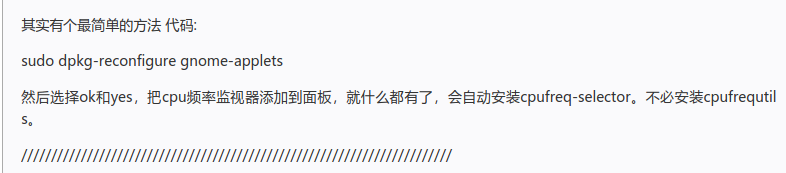 其实有个最简单的方法 代码:
sudo dpkg-reconfigure gnome-applets
然后选择ok和yes，把cpu频率监视器添加到面板，就什么都有了，会自动安装cpufreq-selector。不必安装cpufrequtil
s。
////////////////////////////////////////////////////////////////////////